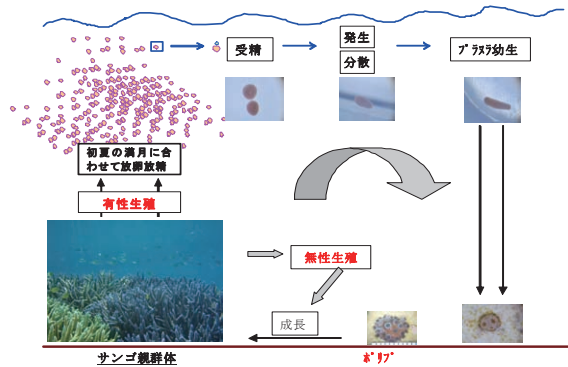 受精
発生
分散
ﾌﾟﾗﾇﾗ幼生
初夏の満月に合
わせて放卵放精
有性生殖
無性生殖
成長
サンゴ親群体
ﾎﾟﾘﾌﾟ